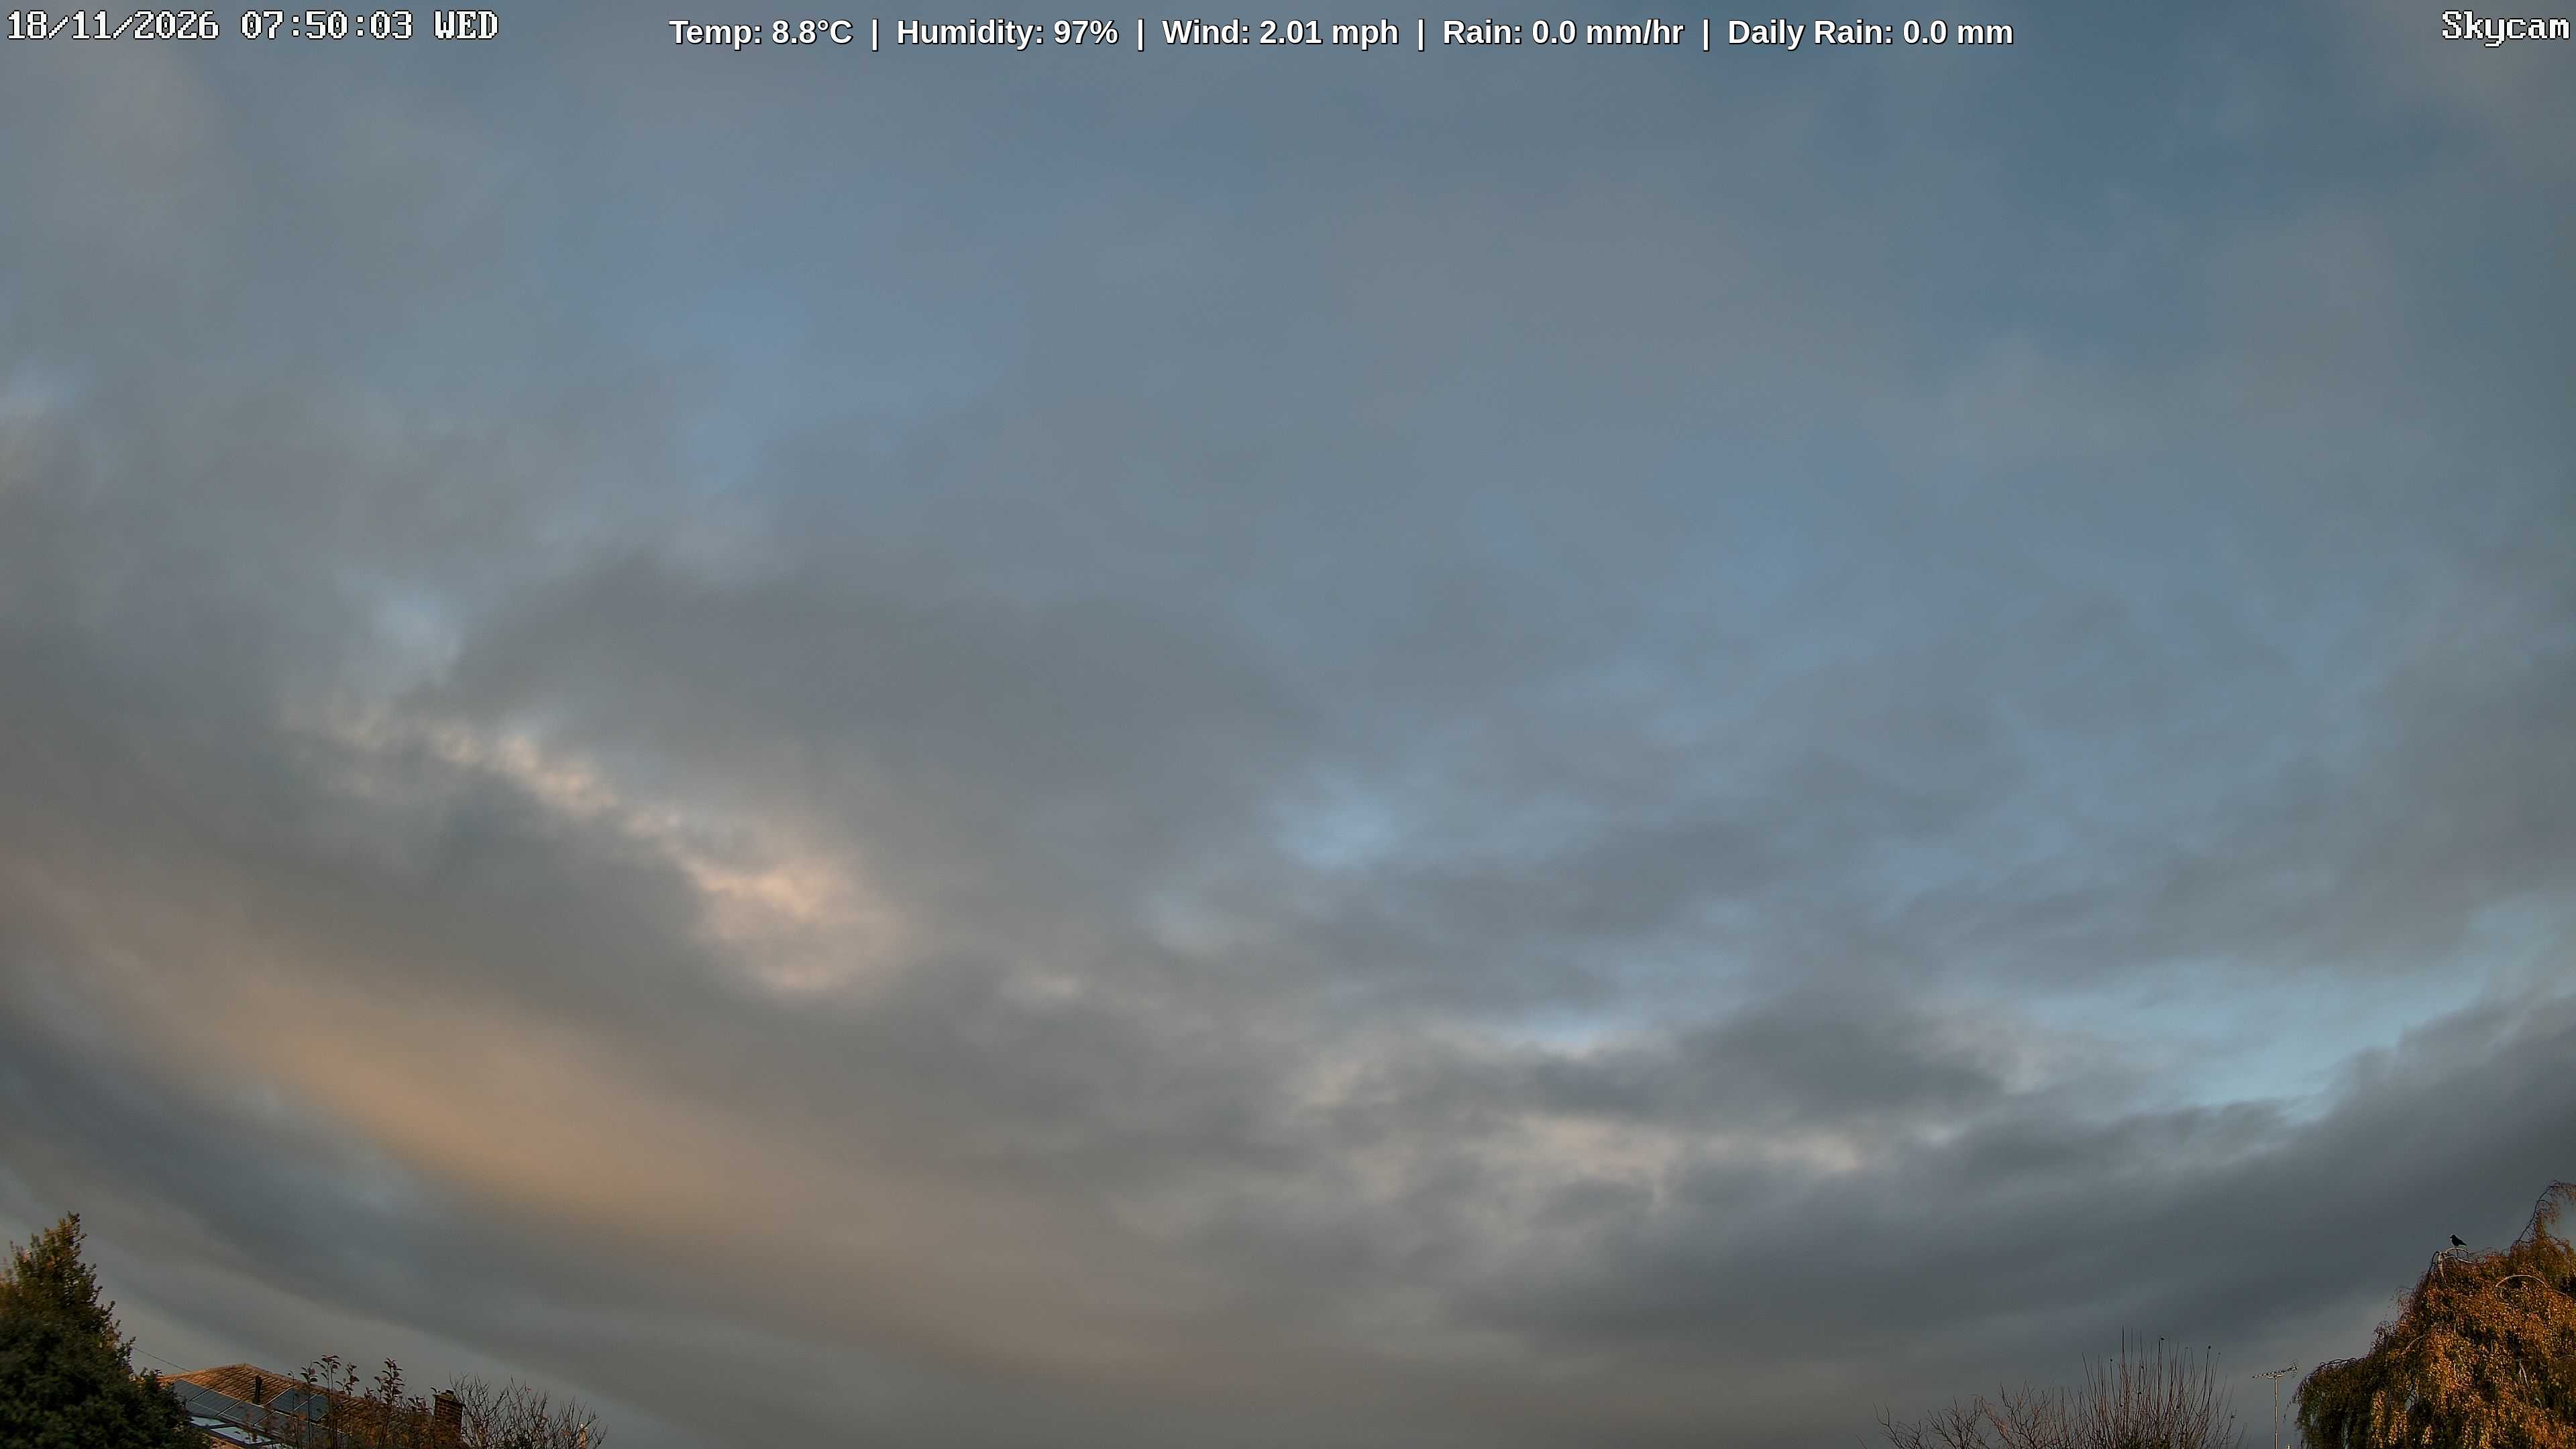 18/11/2026 07:50:03 WED
Temp: 8.8°C | Humidity: 97% | Wind: 2.01 mph | Rain: 0.0 mm/hr | Daily Rain: 0.0 mm
Skycam